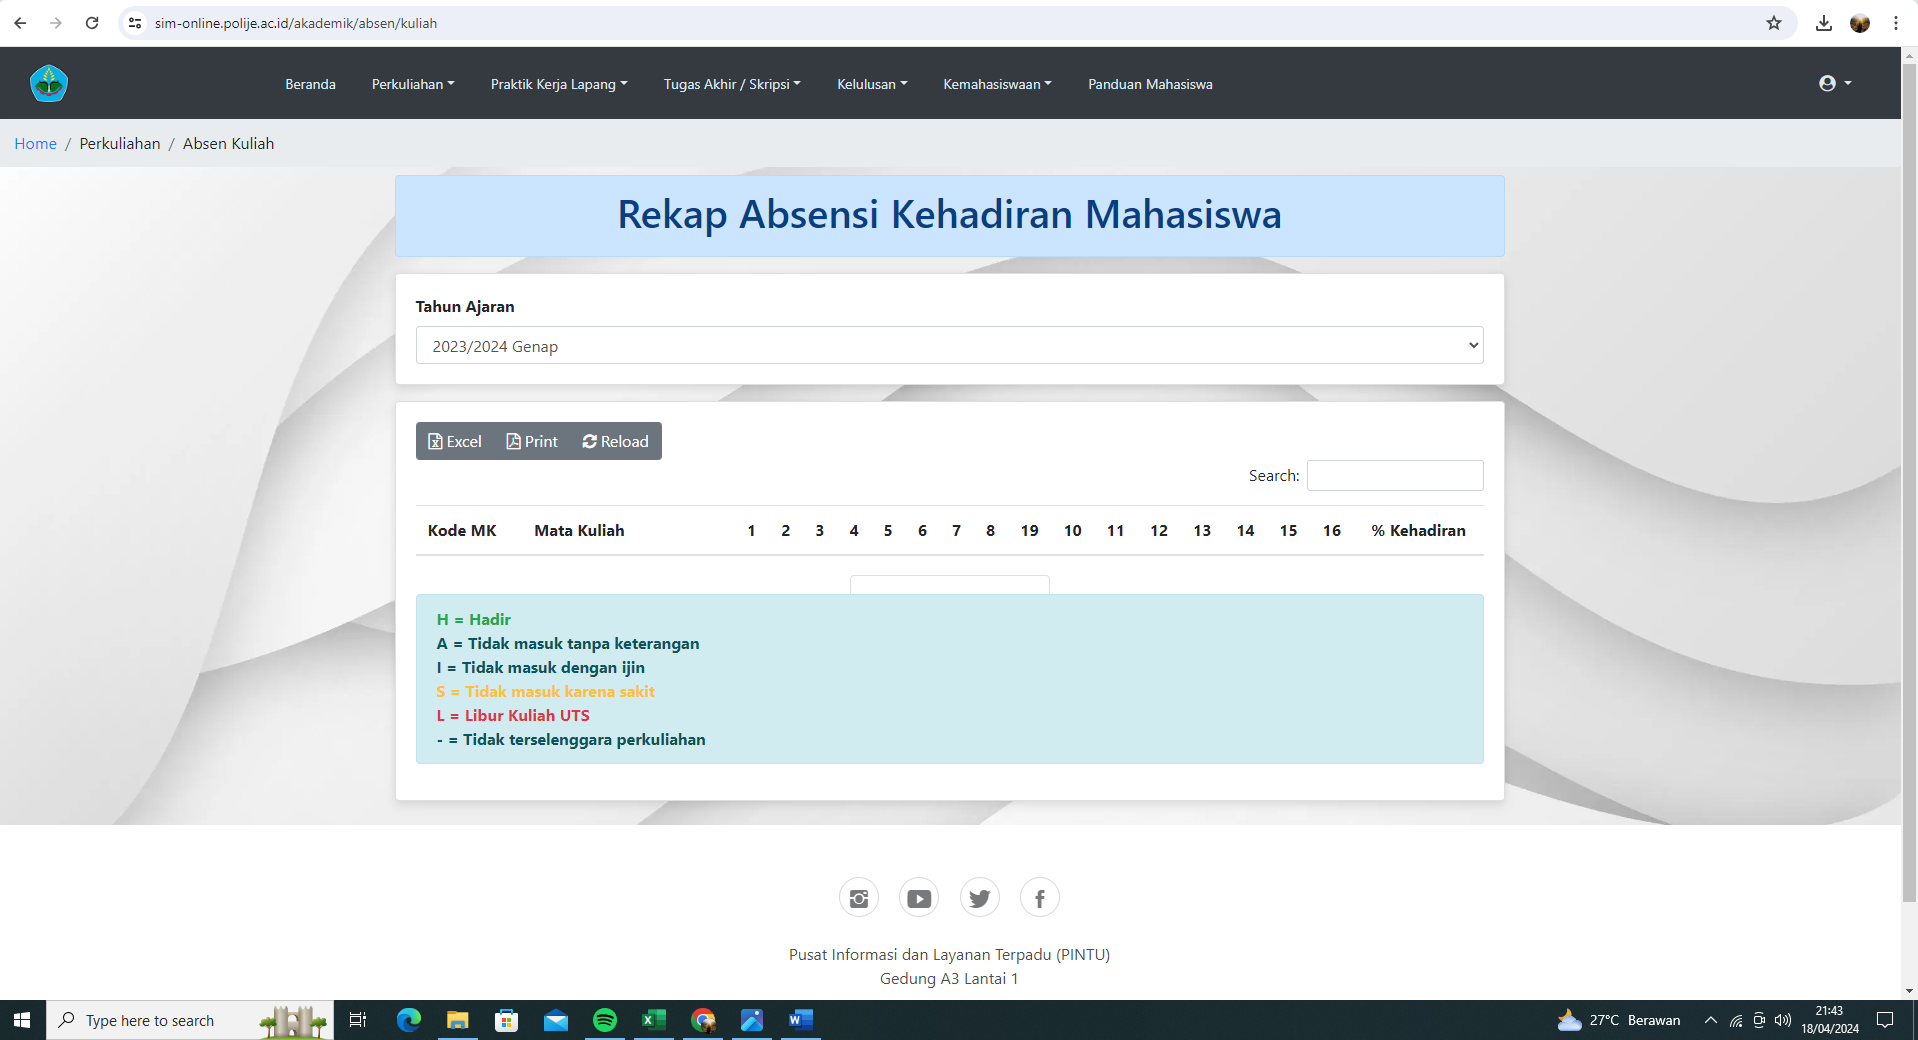 sim-online.polije.ac.id/akademik/absen/kuliah
Beranda Perkuliahan Praktik Kerja Lapang Tugas Akhir / Skripsi Kelulusan Kemahasiswaan Panduan Mahasiswa
Home / Perkuliahan / Absen Kuliah
Rekap Absensi Kehadiran Mahasiswa
Tahun Ajaran
2023/2024 Genap
Excel Print Reload
Search:
Kode MK Mata Kuliah 1 2 3 4 5 6 7 8 19 10 11 12 13 14 15 16 % Kehadiran
H = Hadir
A = Tidak masuk tanpa keterangan
I = Tidak masuk dengan ijin
S = Tidak masuk karena sakit
L = Libur Kuliah UTS
- = Tidak terselenggara perkuliahan
Pusat Informasi dan Layanan Terpadu (PINTU)
Gedung A3 Lantai 1
Type here to search
27°C Berawan
21:43
18/04/2024